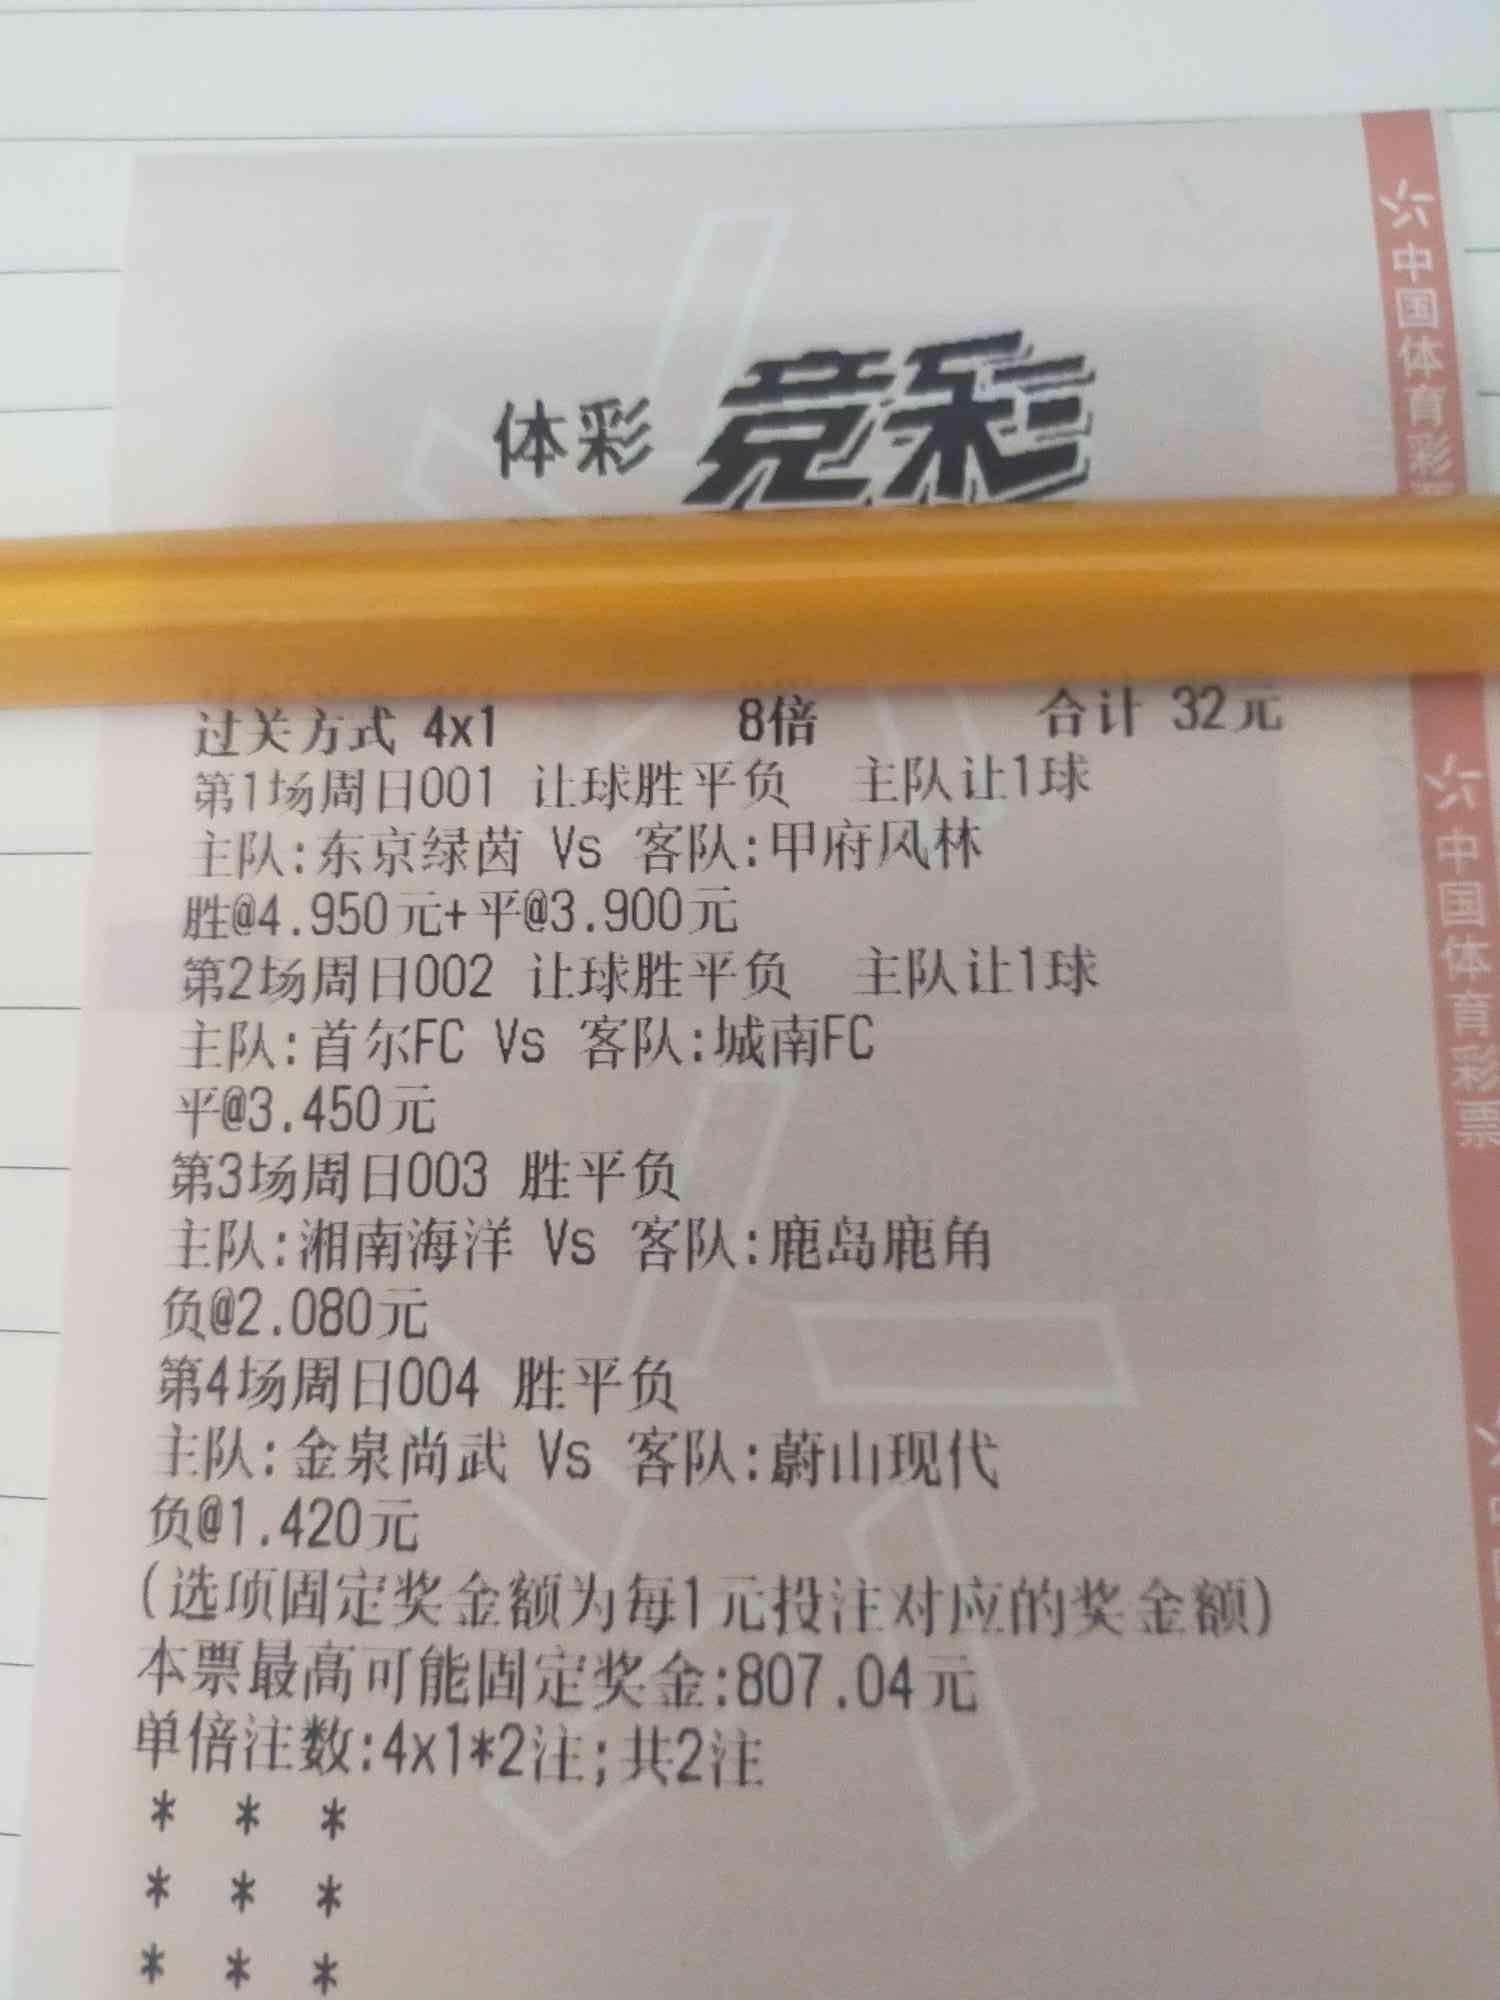 体彩 竞彩
过关方式 4x1 8倍 合计 32元
第1场周日001 让球胜平负 主队让1球
主队:东京绿茵 Vs 客队:甲府风林
胜@4.950元+平@3.900元
第2场周日002 让球胜平负 主队让1球
主队:首尔FC Vs 客队:城南FC
平@3.450元
第3场周日003 胜平负
主队:湘南海洋 Vs 客队:鹿岛鹿角
负@2.080元
第4场周日004 胜平负
主队:金泉尚武 Vs 客队:蔚山现代
负@1.420元
(选项固定奖金额为每1元投注对应的奖金额)
本票最高可能固定奖金:807.04元
单倍注数:4x1*2注;共2注
* * *
* * *
* * *
中国体育彩
中国体育彩票